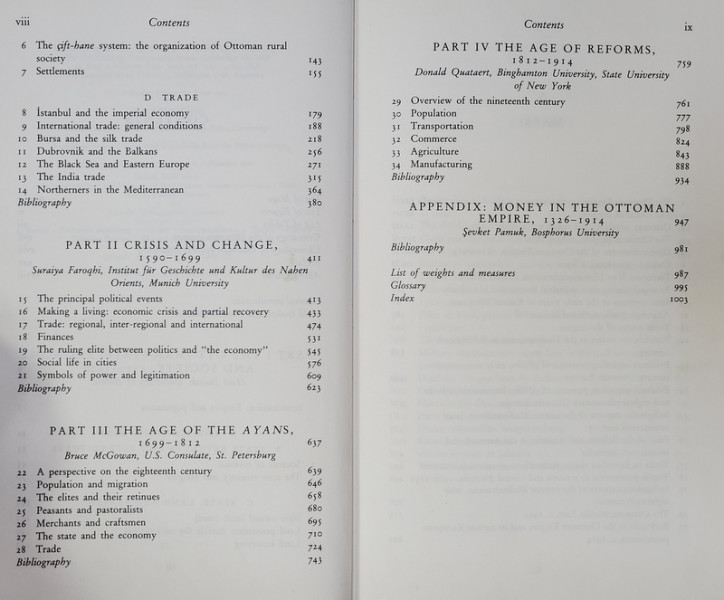 viii Contents
6 The çift-hane system: the organization of Ottoman rural
society 143
7 Settlements 155
D TRADE
8 İstanbul and the imperial economy 179
9 International trade: general conditions 188
10 Bursa and the silk trade 218
11 Dubrovnik and the Balkans 256
12 The Black Sea and Eastern Europe 271
13 The India trade 315
14 Northerners in the Mediterranean 364
Bibliography 380
PART II CRISIS AND CHANGE,
1590–1699 411
Suraiya Faroqhi, Institut für Geschichte und Kultur des Nahen
Orients, Munich University
15 The principal political events 413
16 Making a living: economic crisis and partial recovery 433
17 Trade: regional, inter-regional and international 474
18 Finances 531
19 The ruling elite between politics and "the economy" 545
20 Social life in cities 576
21 Symbols of power and legitimation 609
Bibliography 623
PART III THE AGE OF THE AYANS,
1699–1812 637
Bruce McGowan, U.S. Consulate, St. Petersburg
22 A perspective on the eighteenth century 639
23 Population and migration 646
24 The elites and their retinues 658
25 Peasants and pastoralists 680
26 Merchants and craftsmen 695
27 The state and the economy 710
28 Trade 724
Bibliography 743
Contents ix
PART IV THE AGE OF REFORMS,
1812–1914 759
Donald Quataert, Binghamton University, State University
of New York
29 Overview of the nineteenth century 761
30 Population 777
31 Transportation 798
32 Commerce 824
33 Agriculture 843
34 Manufacturing 888
Bibliography 934
APPENDIX: MONEY IN THE OTTOMAN
EMPIRE, 1326–1914 947
Şevket Pamuk, Bosphorus University
Bibliography 981
List of weights and measures 987
Glossary 995
Index 1003